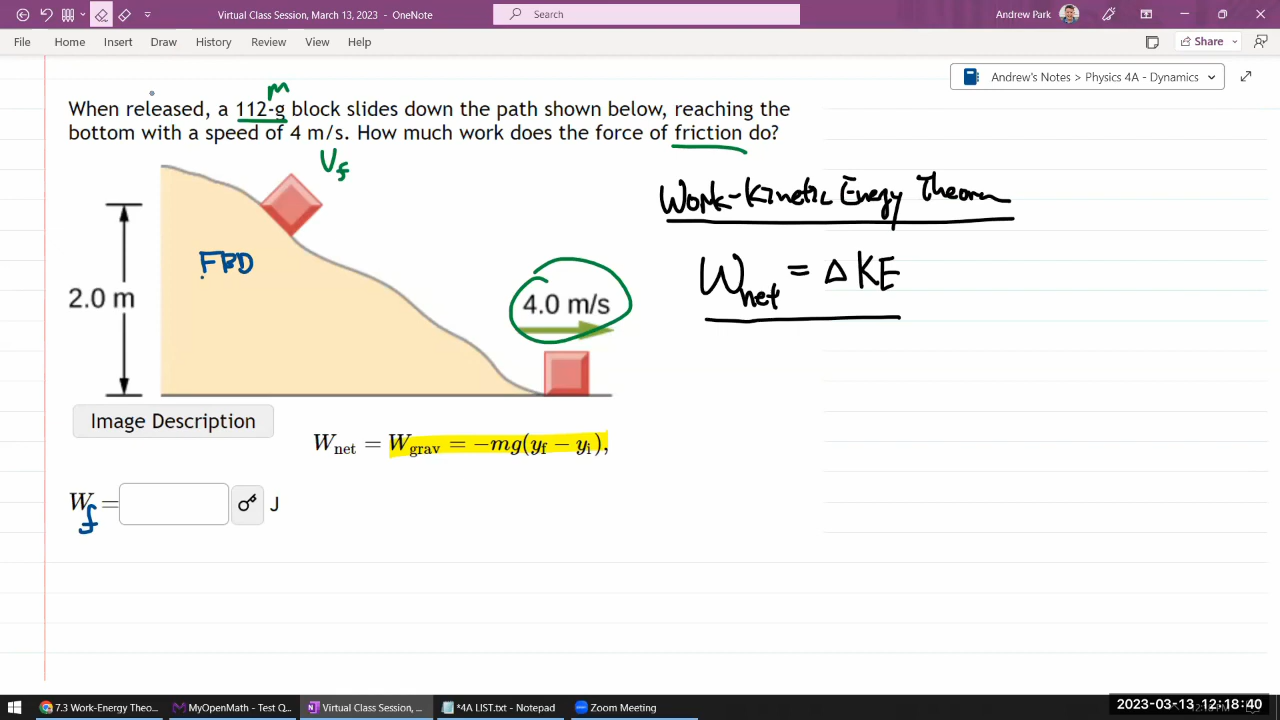 Virtual Class Session, March 13, 2023 - OneNote
Search
Andrew Park
File Home Insert Draw History Review View Help
Share
Andrew's Notes > Physics 4A - Dynamics
m
When released, a 112-g block slides down the path shown below, reaching the
bottom with a speed of 4 m/s. How much work does the force of friction do?
Vf
Work-Kinetic Energy Theorem
FBD
Wnet = ΔKE
2.0 m
4.0 m/s
Image Description
Wnet = Wgrav = −mg(yf − yi),
Wf = J
7.3 Work-Energy Theo...
MyOpenMath - Test Q...
Virtual Class Session, ...
*4A LIST.txt - Notepad
Zoom Meeting
2023-03-13 12:18:40